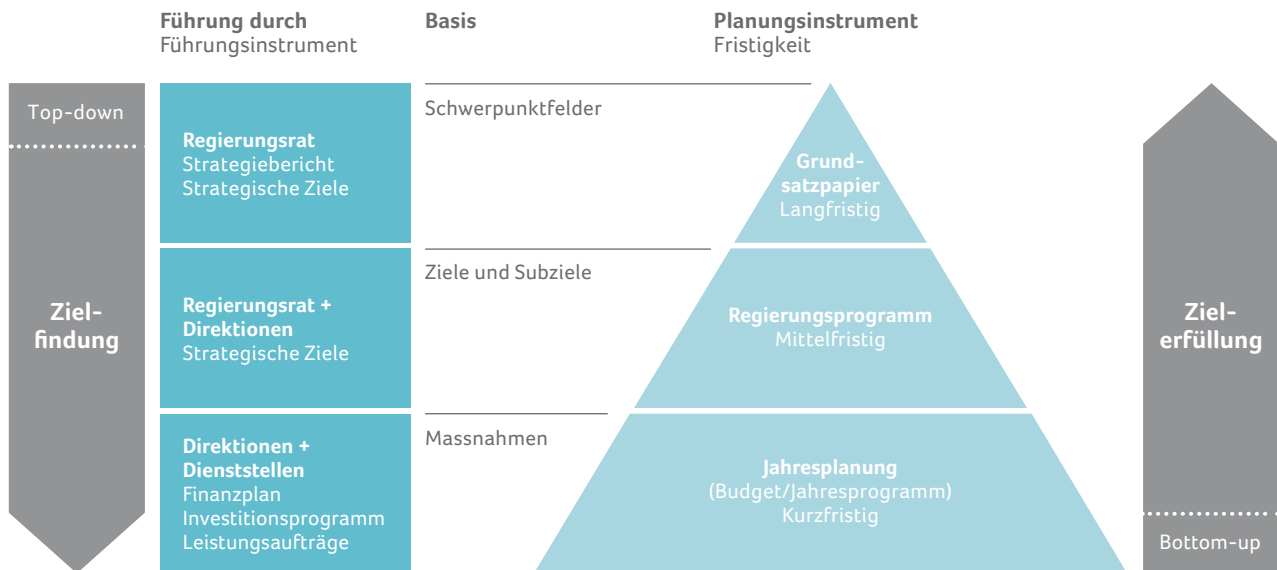 Führung durch
Führungsinstrument
Basis
Planungsinstrument
Fristigkeit
Top-down
Ziel-
findung
Regierungsrat
Strategiebericht
Strategische Ziele
Schwerpunktfelder
Grund-
satzpapier
Langfristig
Regierungsrat +
Direktionen
Strategische Ziele
Ziele und Subziele
Regierungsprogramm
Mittelfristig
Direktionen +
Dienststellen
Finanzplan
Investitionsprogramm
Leistungsaufträge
Massnahmen
Jahresplanung
(Budget/Jahresprogramm)
Kurzfristig
Ziel-
erfüllung
Bottom-up